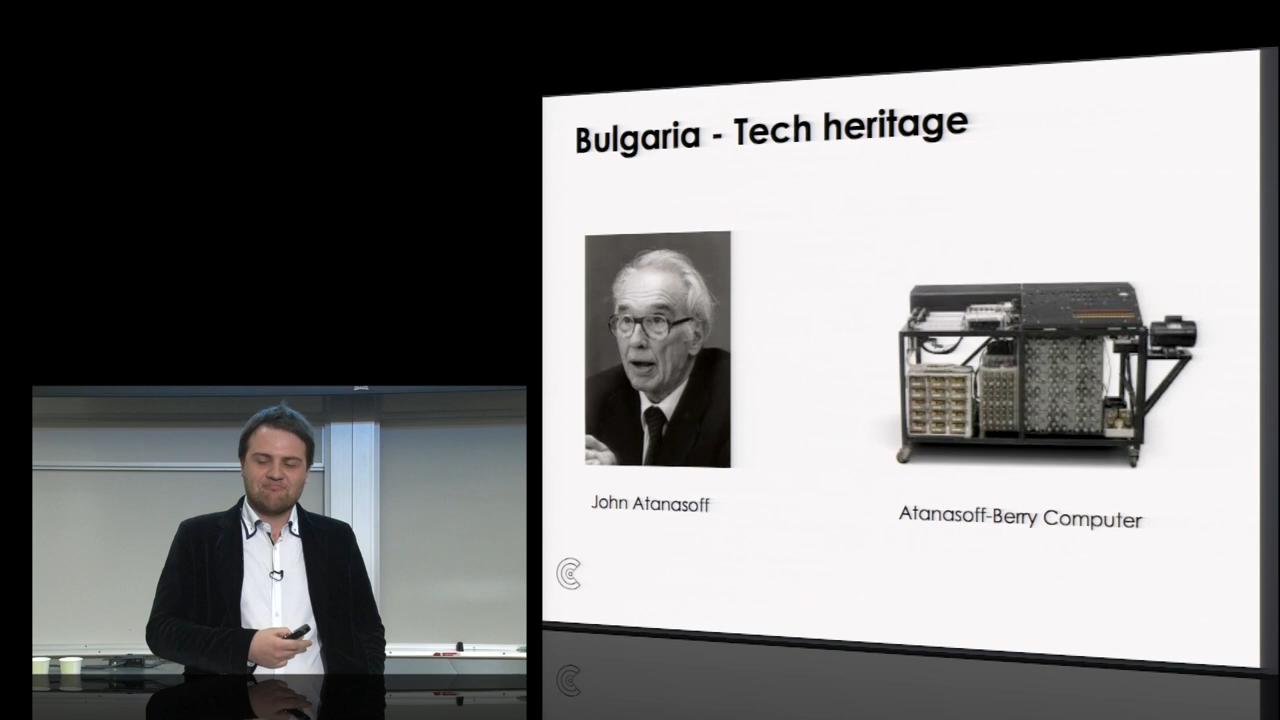 Bulgaria - Tech heritage
John Atanasoff
Atanasoff-Berry Computer